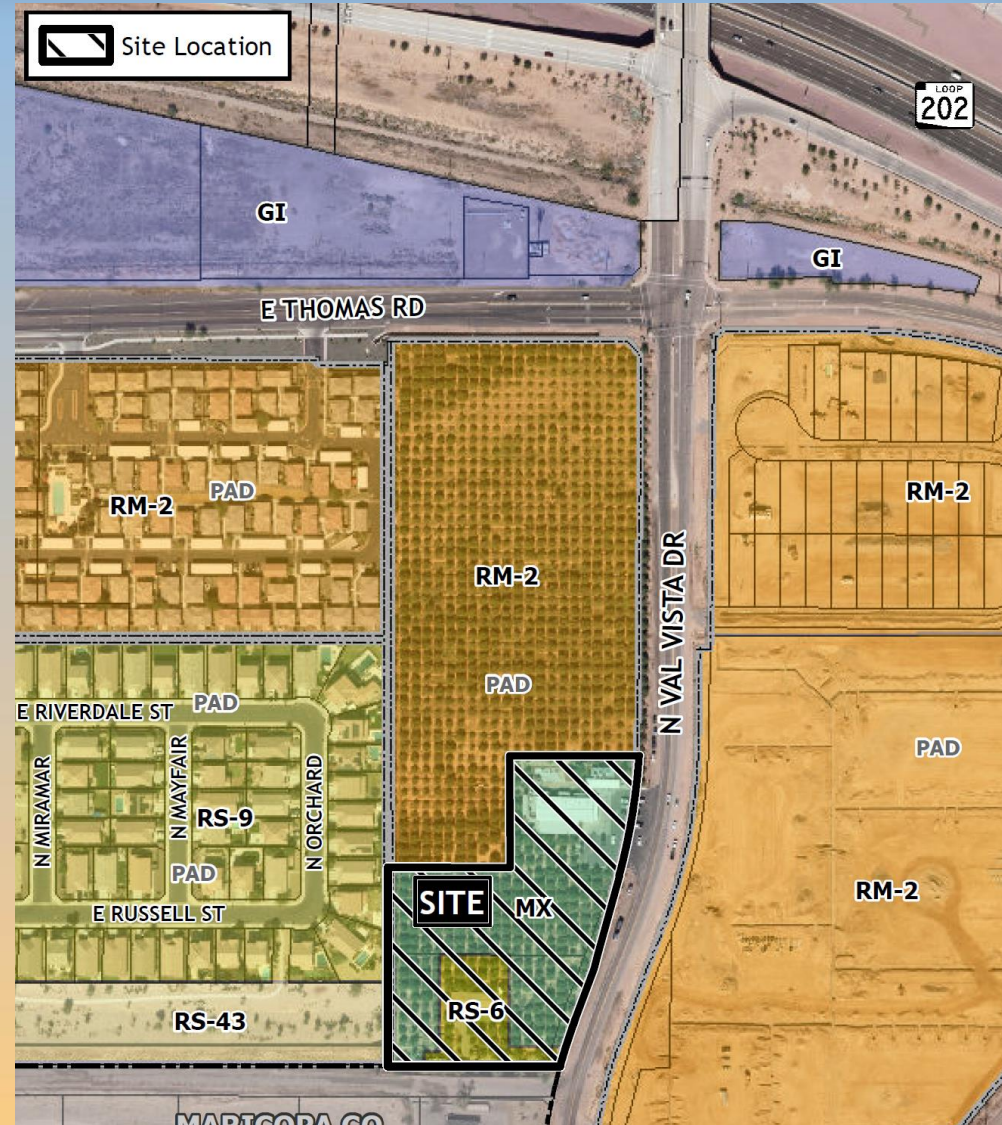 Site Location
LOOP
202
GI
GI
E THOMAS RD
RM-2
PAD
RM-2
RM-2
N VAL VISTA DR
PAD
PAD
E RIVERDALE ST
PAD
N MIRAMAR
N MAYFAIR
N ORCHARD
RS-9
PAD
RM-2
E RUSSELL ST
SITE
MX
RS-43
RS-6
MARICOPA CO